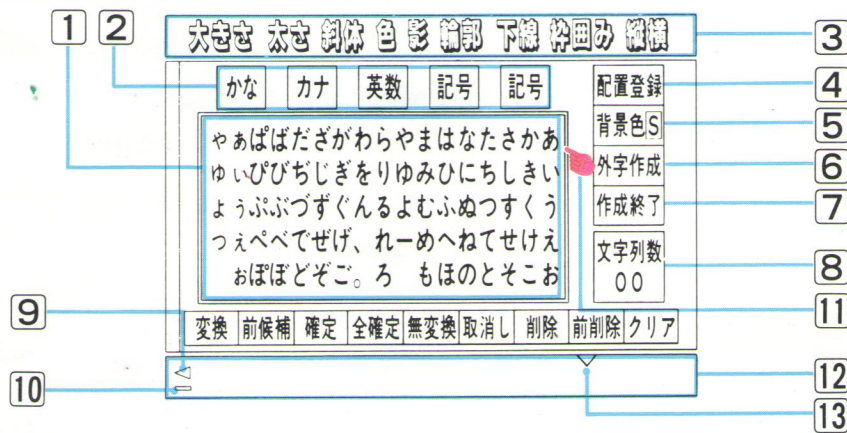 1 2 大きさ 太さ 斜体 色 影 輪郭 下線 枠囲み 縦横 3
かな カナ 英数 記号 記号 配置登録 4
背景色S 5
ゃぁぱばだざがわらやまはなたさかあ
ゅぃぴびぢじぎをりゆみひにちしきい 外字作成 6
ょぅぷぶづずぐんるよむふぬつすくう 作成終了 7
っぇぺべでぜげ、れーめへねてせけえ 文字列数 8
ぉぽぼどぞご。ろ もほのとそこお 00
9 11
変換 前候補 確定 全確定 無変換 取消し 削除 前削除 クリア
10 12
13